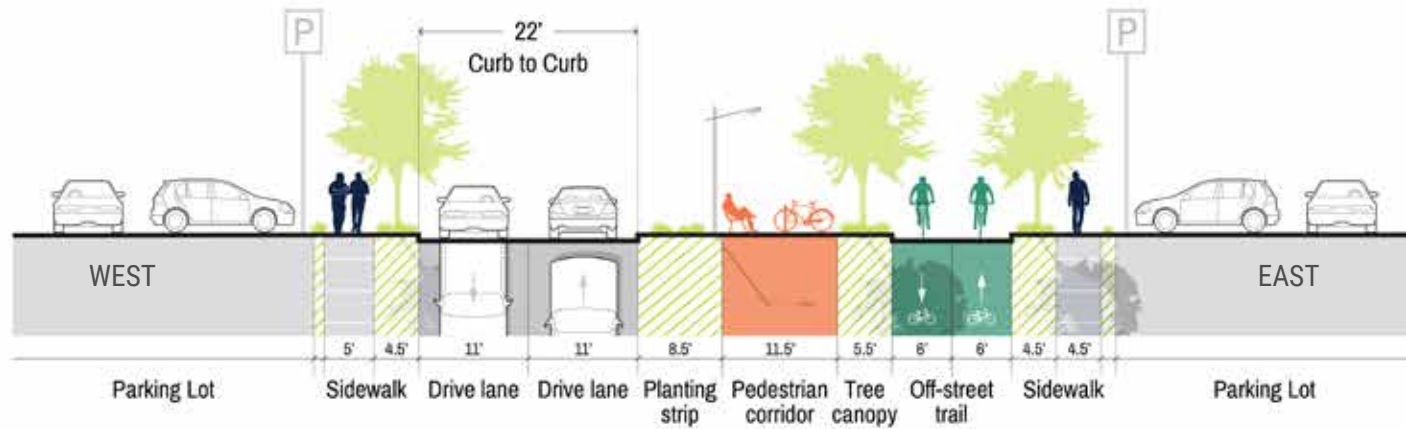 P
22'
Curb to Curb
P
WEST
EAST
5' 4.5' 11' 11' 8.5' 11.5' 5.5' 6' 6' 4.5' 4.5'
Parking Lot Sidewalk Drive lane Drive lane Planting strip Pedestrian corridor Tree canopy Off-street trail Sidewalk Parking Lot